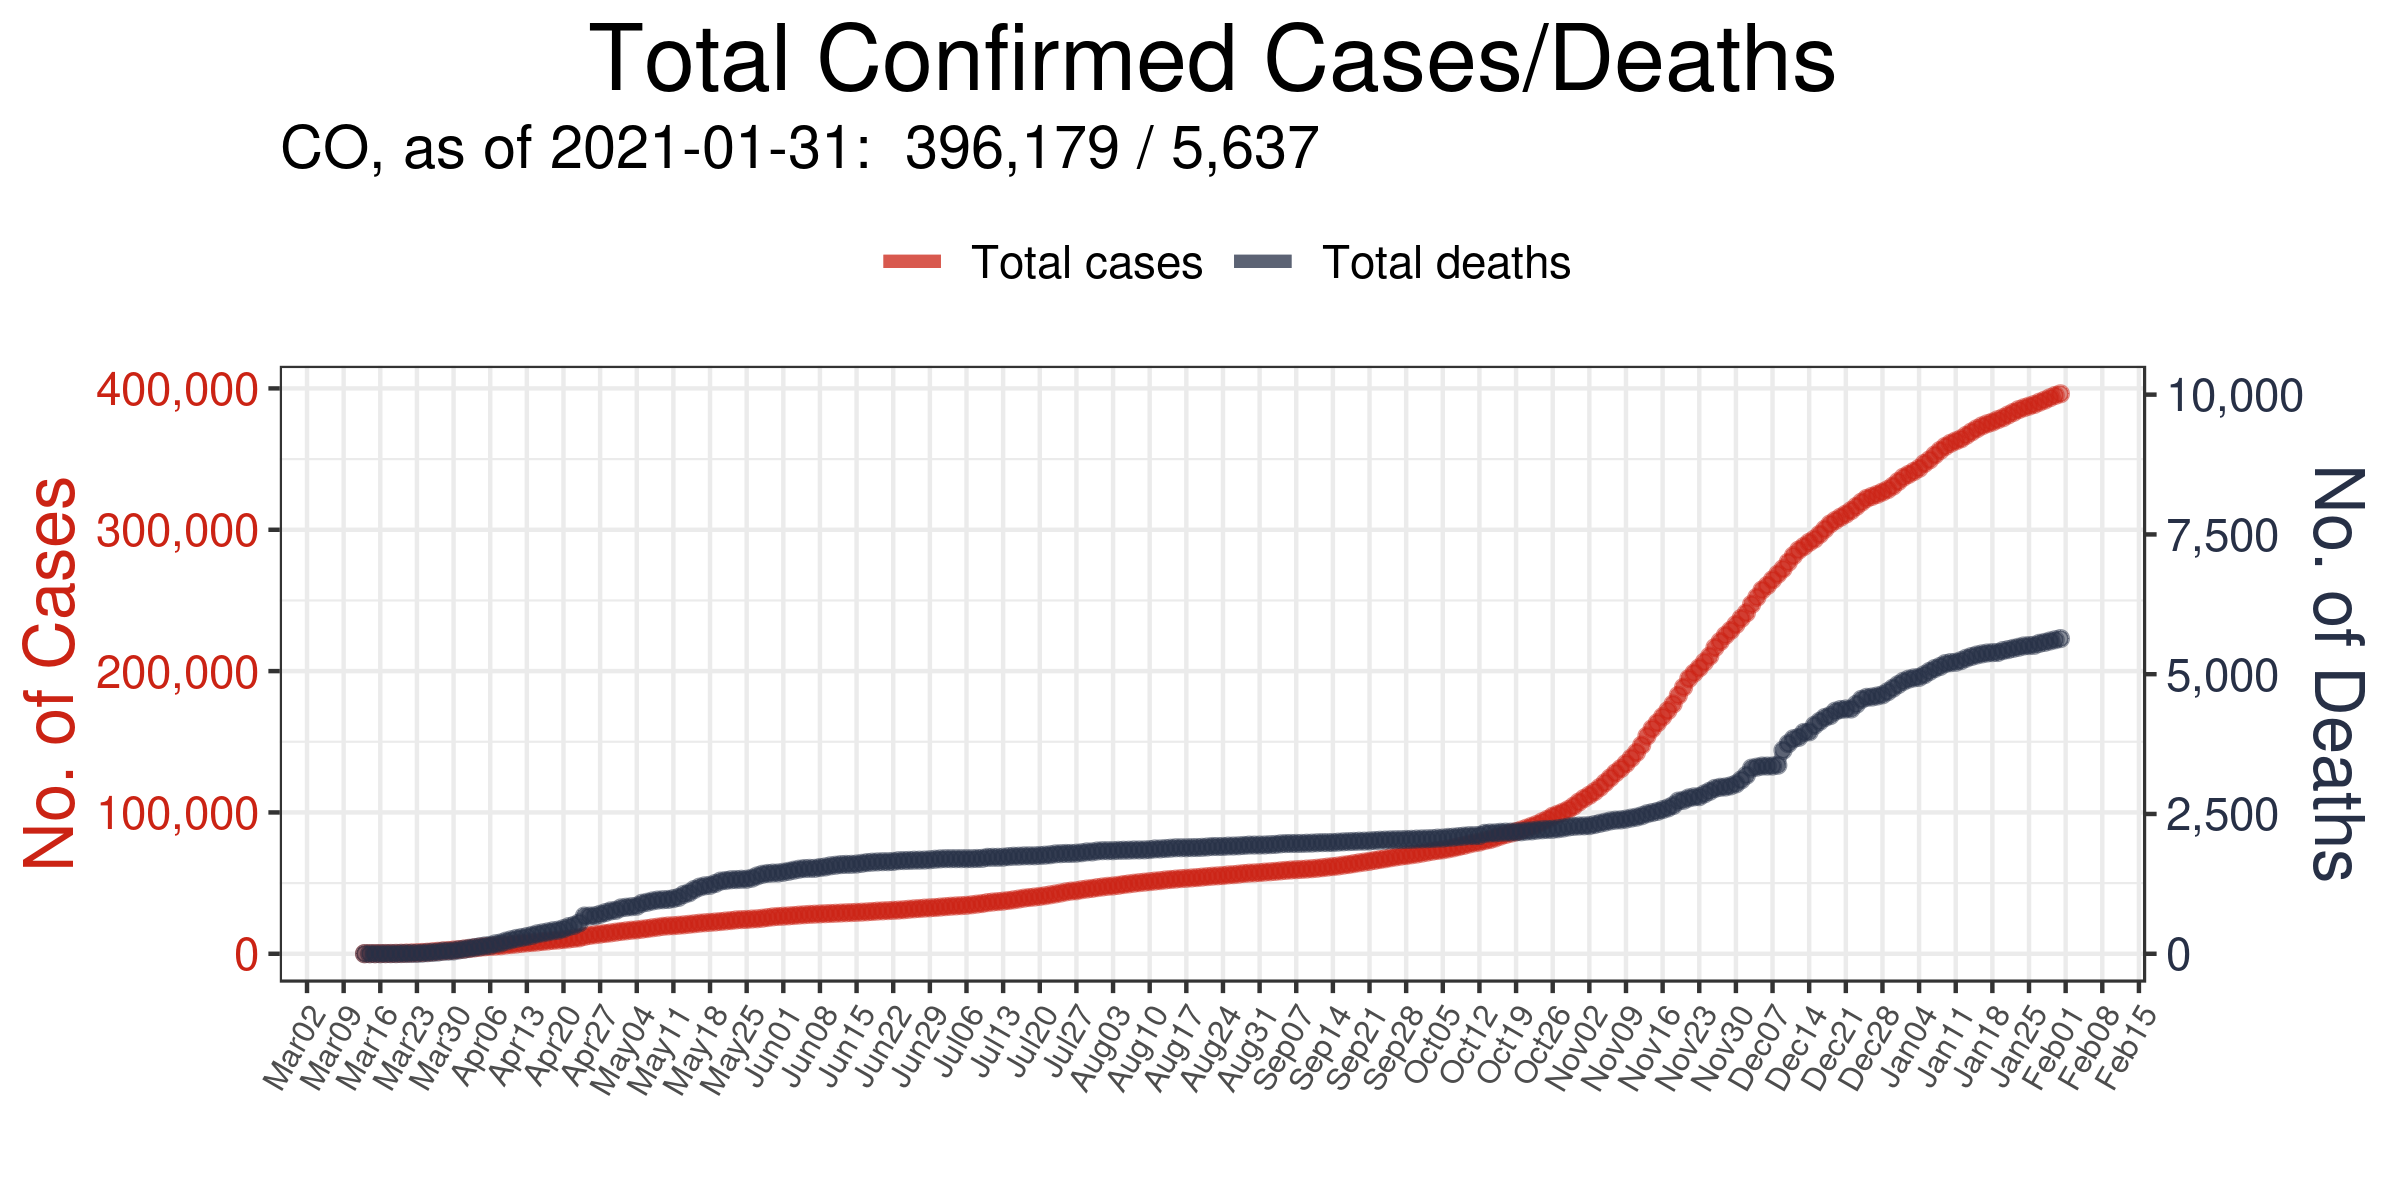 Total Confirmed Cases/Deaths
CO, as of 2021-01-31:  396,179 / 5,637
Total cases
Total deaths
No. of Cases
400,000
300,000
200,000
100,000
0
10,000
7,500
5,000
2,500
0
No. of Deaths
Mar02
Mar09
Mar16
Mar23
Mar30
Apr06
Apr13
Apr20
Apr27
May04
May11
May18
May25
Jun01
Jun08
Jun15
Jun22
Jun29
Jul06
Jul13
Jul20
Jul27
Aug03
Aug10
Aug17
Aug24
Aug31
Sep07
Sep14
Sep21
Sep28
Oct05
Oct12
Oct19
Oct26
Nov02
Nov09
Nov16
Nov23
Nov30
Dec07
Dec14
Dec21
Dec28
Dec04
Jan11
Jan18
Jan25
Feb01
Feb08
Feb15